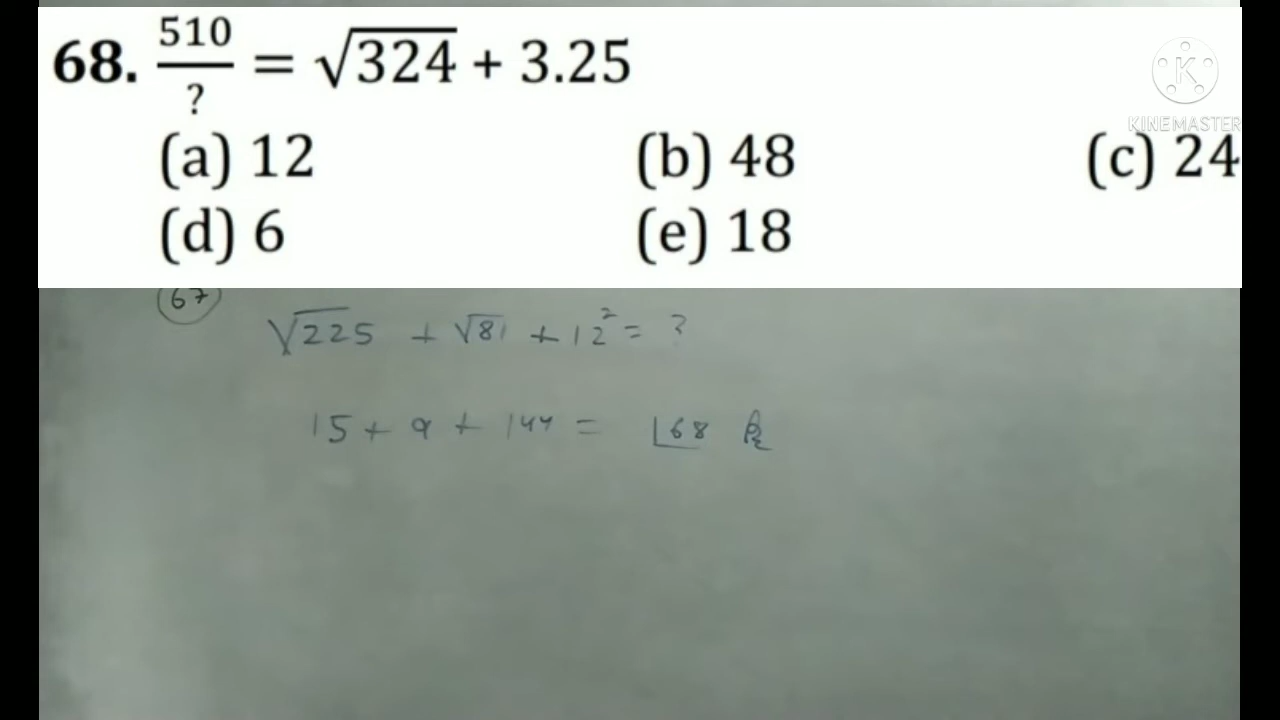 68. 510/? = √324 + 3.25
KINEMASTER
(a) 12 (b) 48 (c) 24
(d) 6 (e) 18
67
√225 + √81 + 12² = ?
15 + 9 + 144 = 168